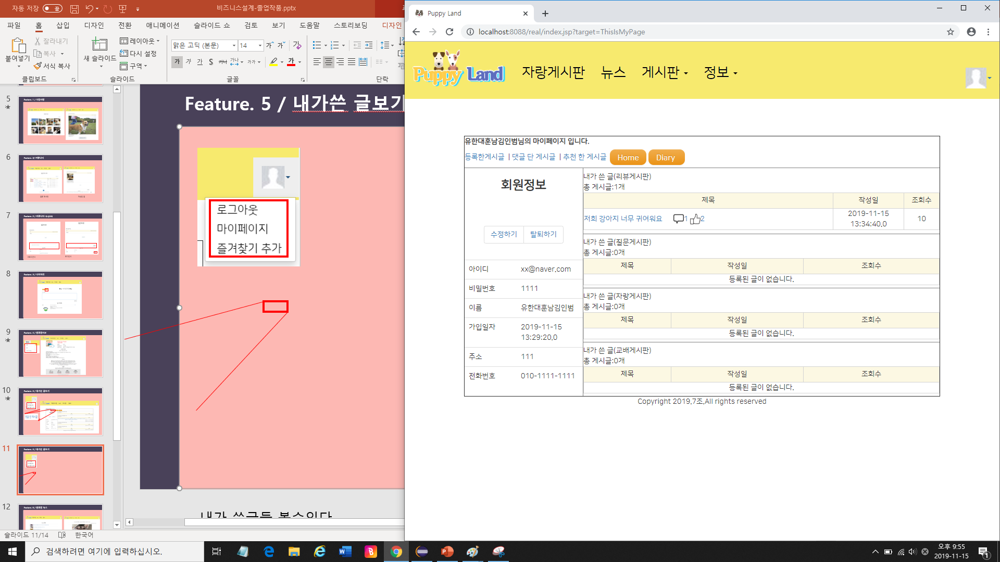 자동 저장 끔
비즈니스설계-졸업작품.pptx
파일 홈 삽입 디자인 전환 애니메이션 슬라이드 쇼 검토 보기 도움말 스토리보딩 디자인
붙여넣기
잘라내기
복사
서식 복사
클립보드
새 슬라이드
레이아웃
다시 설정
구역
슬라이드
맑은 고딕 (본문) 14
글꼴
단락
5
6
7
8
9
10
11
12
Feature. 5 / 내가쓴 글보기
로그아웃
마이페이지
즐겨찾기 추가
내가 쓴글들 볼수있다
슬라이드 11/14 한국어
Puppy Land
localhost:8088/real/index.jsp?target=ThisIsMyPage
Puppy Land 자랑게시판 뉴스 게시판 정보
유한대훈남김인범님의 마이페이지 입니다.
등록한게시글 | 댓글 단 게시글 | 추천 한 게시글 Home Diary
회원정보
수정하기 탈퇴하기
아이디 xx@naver.com
비밀번호 1111
이름 유한대훈남김인범
가입일자 2019-11-15
13:29:20.0
주소 111
전화번호 010-1111-1111
내가 쓴 글(리뷰게시판)
총 게시글:1개
제목 작성일 조회수
저희 강아지 너무 귀여워요 1 2 2019-11-15 13:34:40.0 10
내가 쓴 글(질문게시판)
총 게시글:0개
제목 작성일 조회수
등록된 글이 없습니다.
내가 쓴 글(자랑게시판)
총 게시글:0개
제목 작성일 조회수
등록된 글이 없습니다.
내가 쓴 글(교배게시판)
총 게시글:0개
제목 작성일 조회수
등록된 글이 없습니다.
Copyright 2019.7조.All rights reserved
검색하려면 여기에 입력하십시오.
오후 9:55
2019-11-15
1